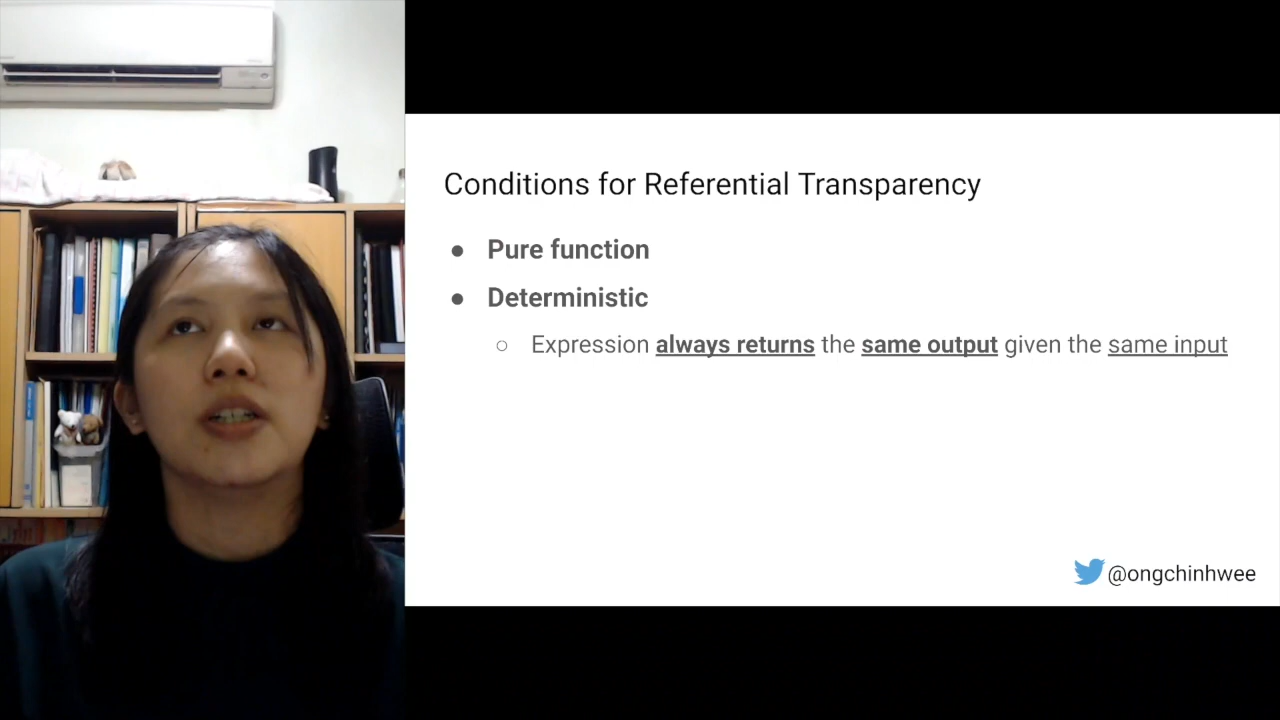 Conditions for Referential Transparency
● Pure function
● Deterministic
○ Expression always returns the same output given the same input
@ongchinhwee